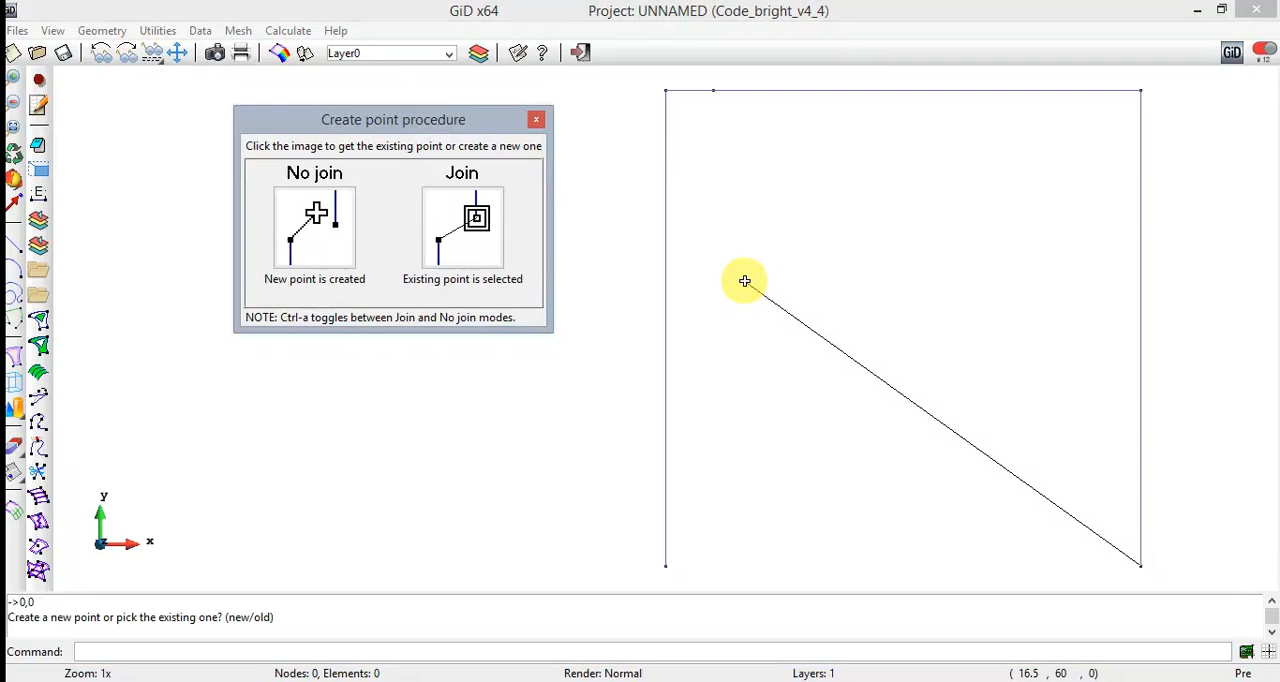 GiD
GiD x64
Project: UNNAMED (Code_bright_v4_4)
Files View Geometry Utilities Data Mesh Help Calculate
Layer0
GiD
v 12
Create point procedure
x
Click the image to get the existing point or create a new one
No join
Join
New point is created
Existing point is selected
NOTE: Ctrl-a toggles between Join and No join modes.
E
y
z
x
->0,0
Create a new point or pick the existing one? (new/old)
Command:
Zoom: 1x
Nodes: 0, Elements: 0
Render: Normal
Layers: 1
( 16.5 , 60 , 0)
Pre